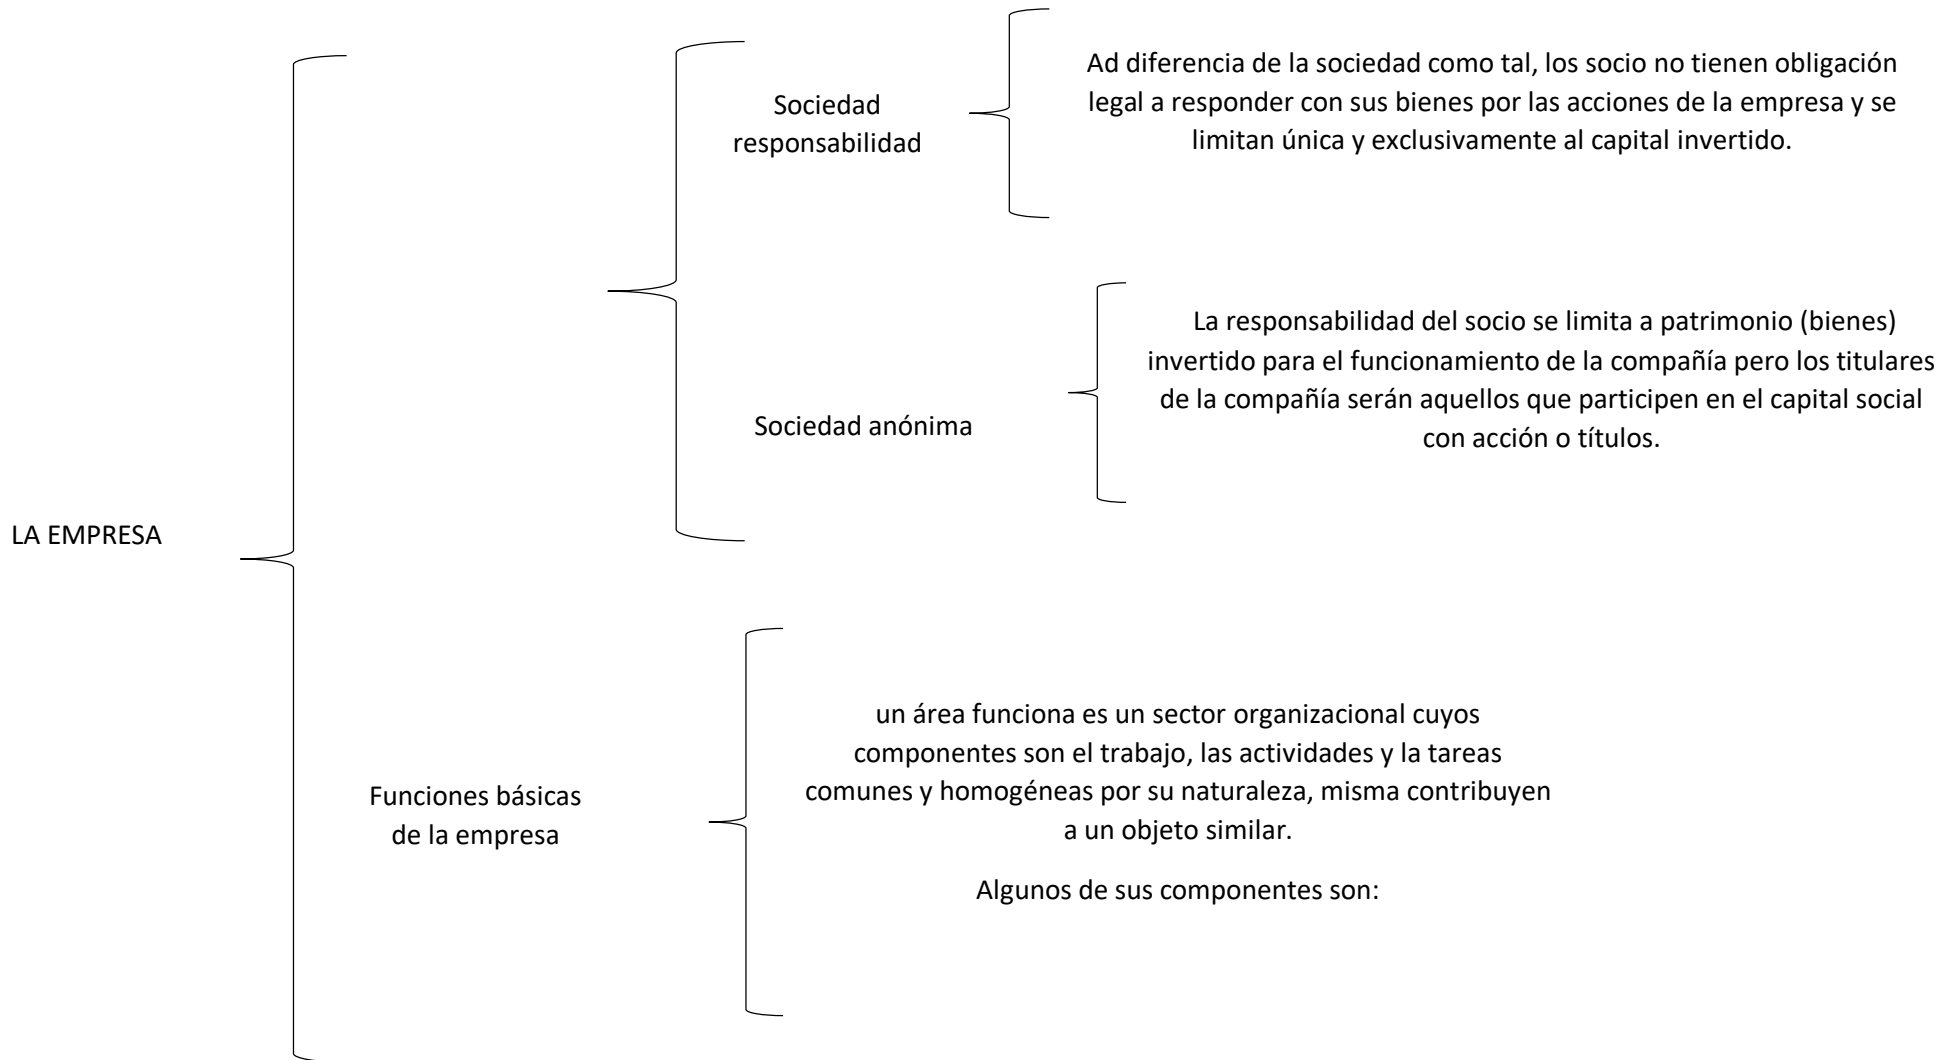 LA EMPRESA
Sociedad
responsabilidad
Ad diferencia de la sociedad como tal, los socio no tienen obligación
legal a responder con sus bienes por las acciones de la empresa y se
limitan única y exclusivamente al capital invertido.
Sociedad anónima
La responsabilidad del socio se limita a patrimonio (bienes)
invertido para el funcionamiento de la compañía pero los titulares
de la compañía serán aquellos que participen en el capital social
con acción o títulos.
Funciones básicas
de la empresa
un área funciona es un sector organizacional cuyos
componentes son el trabajo, las actividades y la tareas
comunes y homogéneas por su naturaleza, misma contribuyen
a un objeto similar.
Algunos de sus componentes son: